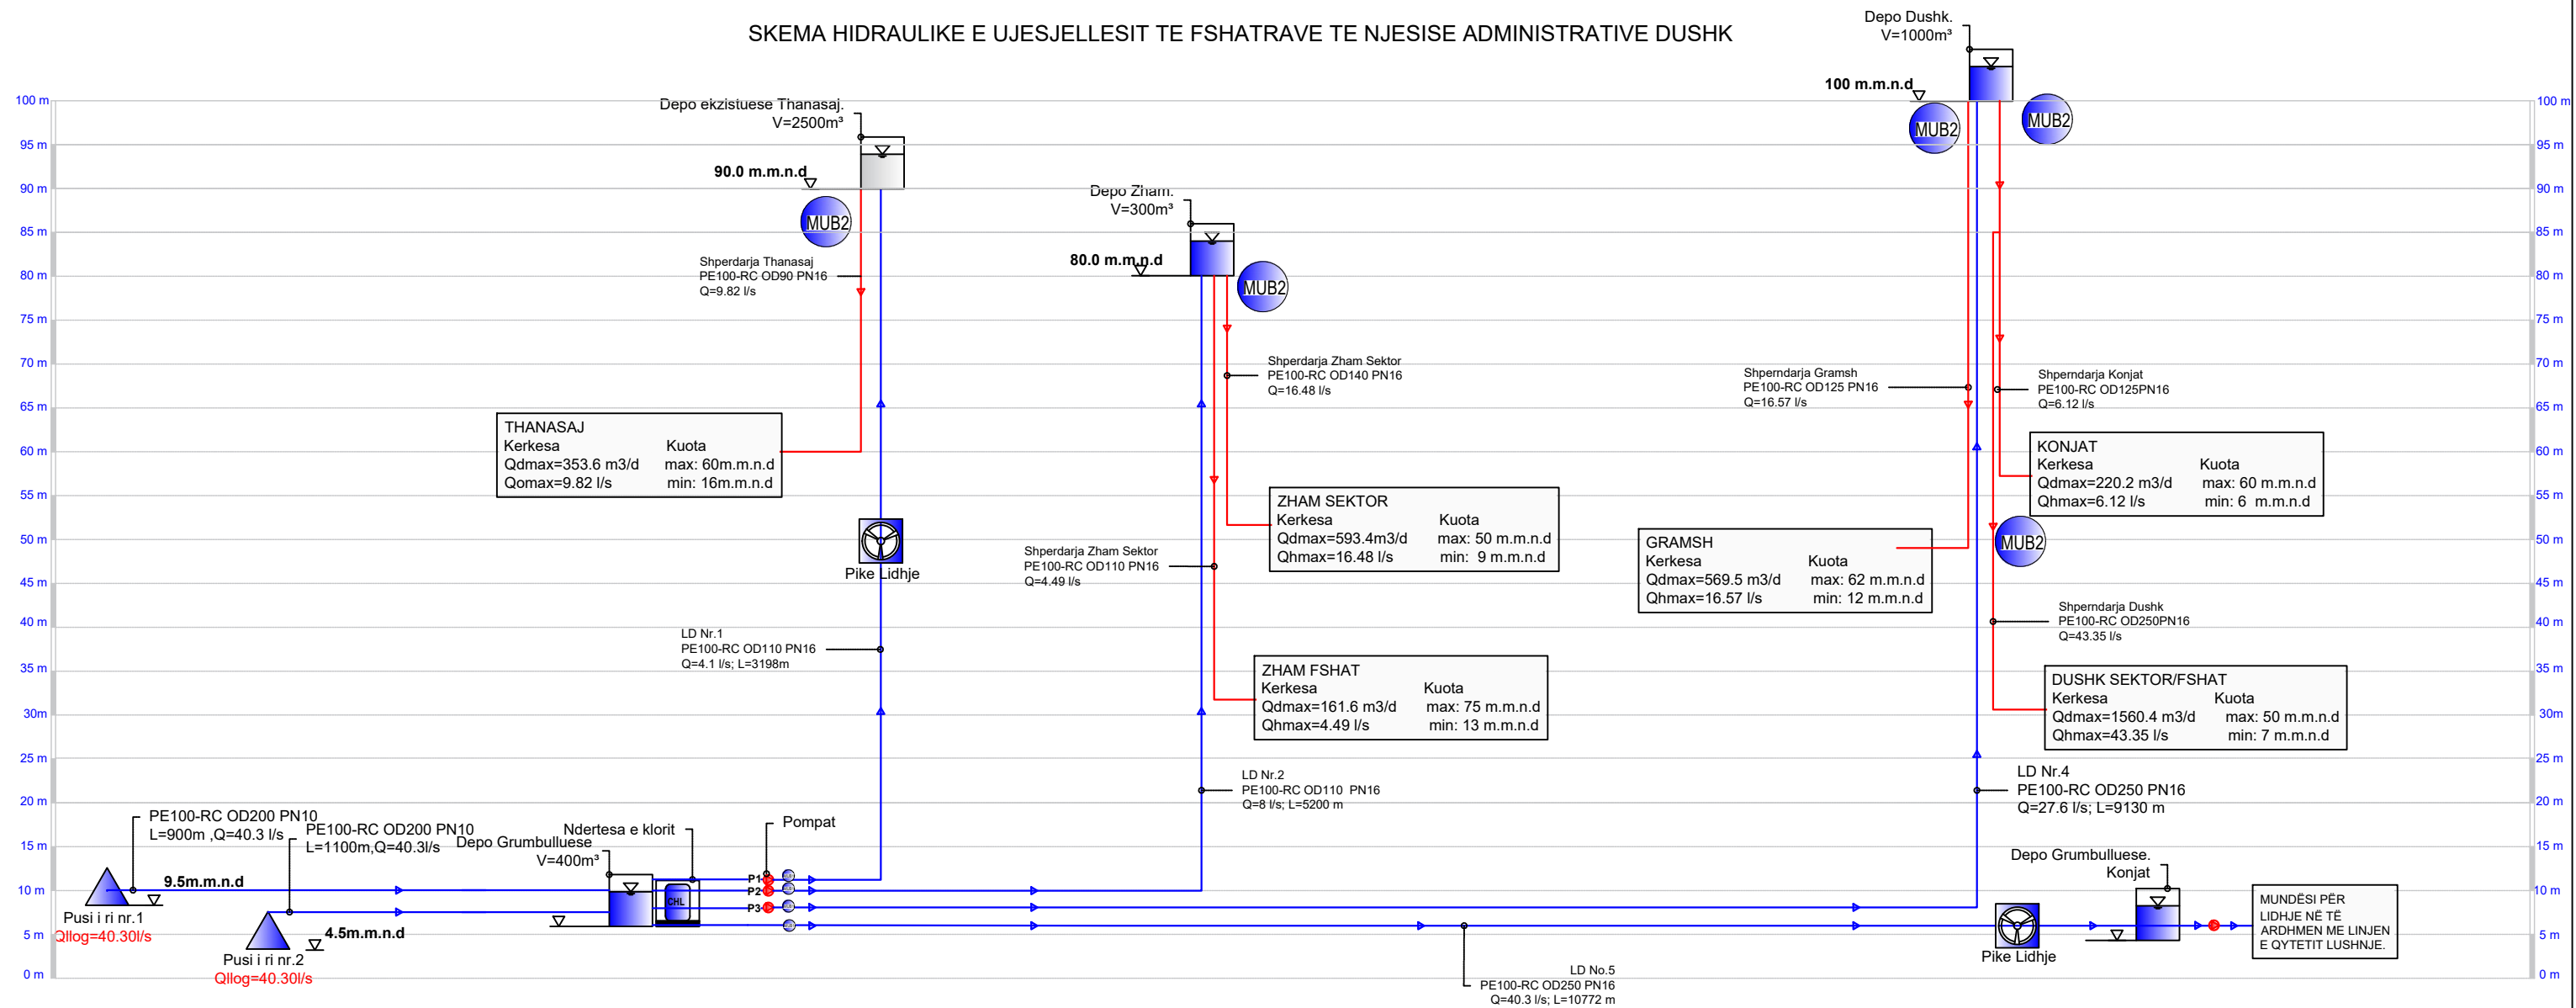 SKEMA HIDRAULIKE E UJESJELLESIT TE FSHATRAVE TE NJESISE ADMINISTRATIVE DUSHK
Depo Dushk.
V=1000m³
100 m.m.n.d
MUB2
MUB2
100 m
95 m
90 m
85 m
80 m
75 m
70 m
65 m
60 m
55 m
50 m
45 m
40 m
35 m
30m
25 m
20 m
15 m
10 m
5 m
0 m
Depo ekzistuese Thanasaj.
V=2500m³
90.0 m.m.n.d
MUB2
Shperdarja Thanasaj
PE100-RC OD90 PN16
Q=9.82 l/s
THANASAJ
Kerkesa Kuota
Qdmax=353.6 m3/d max: 60m.m.n.d
Qomax=9.82 l/s min: 16m.m.n.d
Pike Lidhje
LD Nr.1
PE100-RC OD110 PN16
Q=4.1 l/s; L=3198m
Depo Zham.
V=300m³
80.0 m.m.n.d
MUB2
Shperdarja Zham Sektor
PE100-RC OD140 PN16
Q=16.48 l/s
ZHAM SEKTOR
Kerkesa Kuota
Qdmax=593.4m3/d max: 50 m.m.n.d
Qhmax=16.48 l/s min: 9 m.m.n.d
Shperdarja Zham Sektor
PE100-RC OD110 PN16
Q=4.49 l/s
ZHAM FSHAT
Kerkesa Kuota
Qdmax=161.6 m3/d max: 75 m.m.n.d
Qhmax=4.49 l/s min: 13 m.m.n.d
LD Nr.2
PE100-RC OD110 PN16
Q=8 l/s; L=5200 m
Shperndarja Gramsh
PE100-RC OD125 PN16
Q=16.57 l/s
GRAMSH
Kerkesa Kuota
Qdmax=569.5 m3/d max: 62 m.m.n.d
Qhmax=16.57 l/s min: 12 m.m.n.d
Shperndarja Konjat
PE100-RC OD125PN16
Q=6.12 l/s
KONJAT
Kerkesa Kuota
Qdmax=220.2 m3/d max: 60 m.m.n.d
Qhmax=6.12 l/s min: 6 m.m.n.d
MUB2
Shperndarja Dushk
PE100-RC OD250PN16
Q=43.35 l/s
DUSHK SEKTOR/FSHAT
Kerkesa Kuota
Qdmax=1560.4 m3/d max: 50 m.m.n.d
Qhmax=43.35 l/s min: 7 m.m.n.d
LD Nr.4
PE100-RC OD250 PN16
Q=27.6 l/s; L=9130 m
PE100-RC OD200 PN10
L=900m ,Q=40.3 l/s
PE100-RC OD200 PN10
L=1100m,Q=40.3l/s
9.5m.m.n.d
Pusi i ri nr.1
Qllog=40.30l/s
4.5m.m.n.d
Pusi i ri nr.2
Qllog=40.30l/s
Ndertesa e klorit
Depo Grumbulluese
V=400m³
CHL
Pompat
P1
P2
P3
LD No.5
PE100-RC OD250 PN16
Q=40.3 l/s; L=10772 m
Pike Lidhje
Depo Grumbulluese.
Konjat
MUNDËSI PËR
LIDHJE NË TË
ARDHMEN ME LINJEN
E QYTETIT LUSHNJE.
100 m
95 m
90 m
85 m
80 m
75 m
70 m
65 m
60 m
55 m
50 m
45 m
40 m
35 m
30m
25 m
20 m
15 m
10 m
5 m
0 m